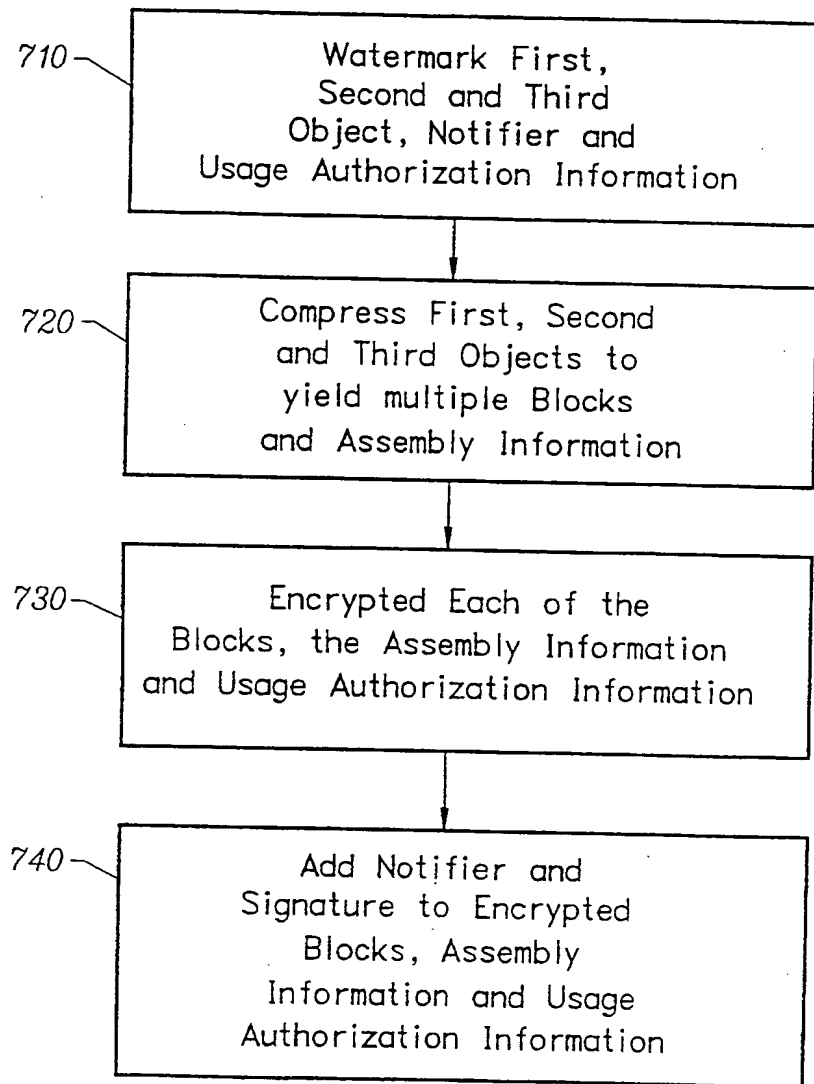 710
Watermark First,
Second and Third
Object, Notifier and
Usage Authorization Information
720
Compress First, Second
and Third Objects to
yield multiple Blocks
and Assembly Information
730
Encrypted Each of the
Blocks, the Assembly Information
and Usage Authorization Information
740
Add Notifier and
Signature to Encrypted
Blocks, Assembly
Information and Usage
Authorization Information